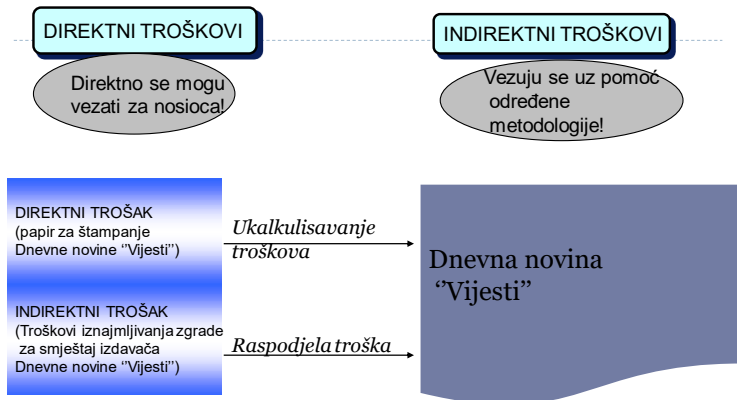 DIREKTNI TROŠKOVI
INDIREKTNI TROŠKOVI
Direktno se mogu
vezati za nosioca!
Vezuju se uz pomoć
određene
metodologije!
DIREKTNI TROŠAK
(papir za štampanje
Dnevne novine ‘’Vijesti’’)
Ukalkulisavanje
troškova
Dnevna novina
‘’Vijesti’’
INDIREKTNI TROŠAK
(Troškovi iznajmljivanja zgrade
za smještaj izdavača
Dnevne novine ‘’Vijesti’’)
Raspodjela troška